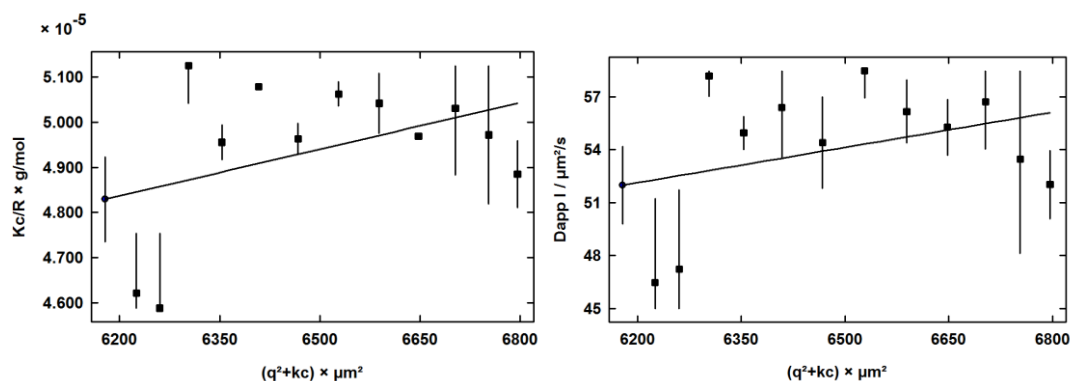 × 10⁻⁵
Kc/R × g/mol
5.100
5.000
4.900
4.800
4.700
4.600
6200 6350 6500 6650 6800
(q²+kc) × µm²
Dapp I / µm²/s
57
54
51
48
45
6200 6350 6500 6650 6800
(q²+kc) × µm²